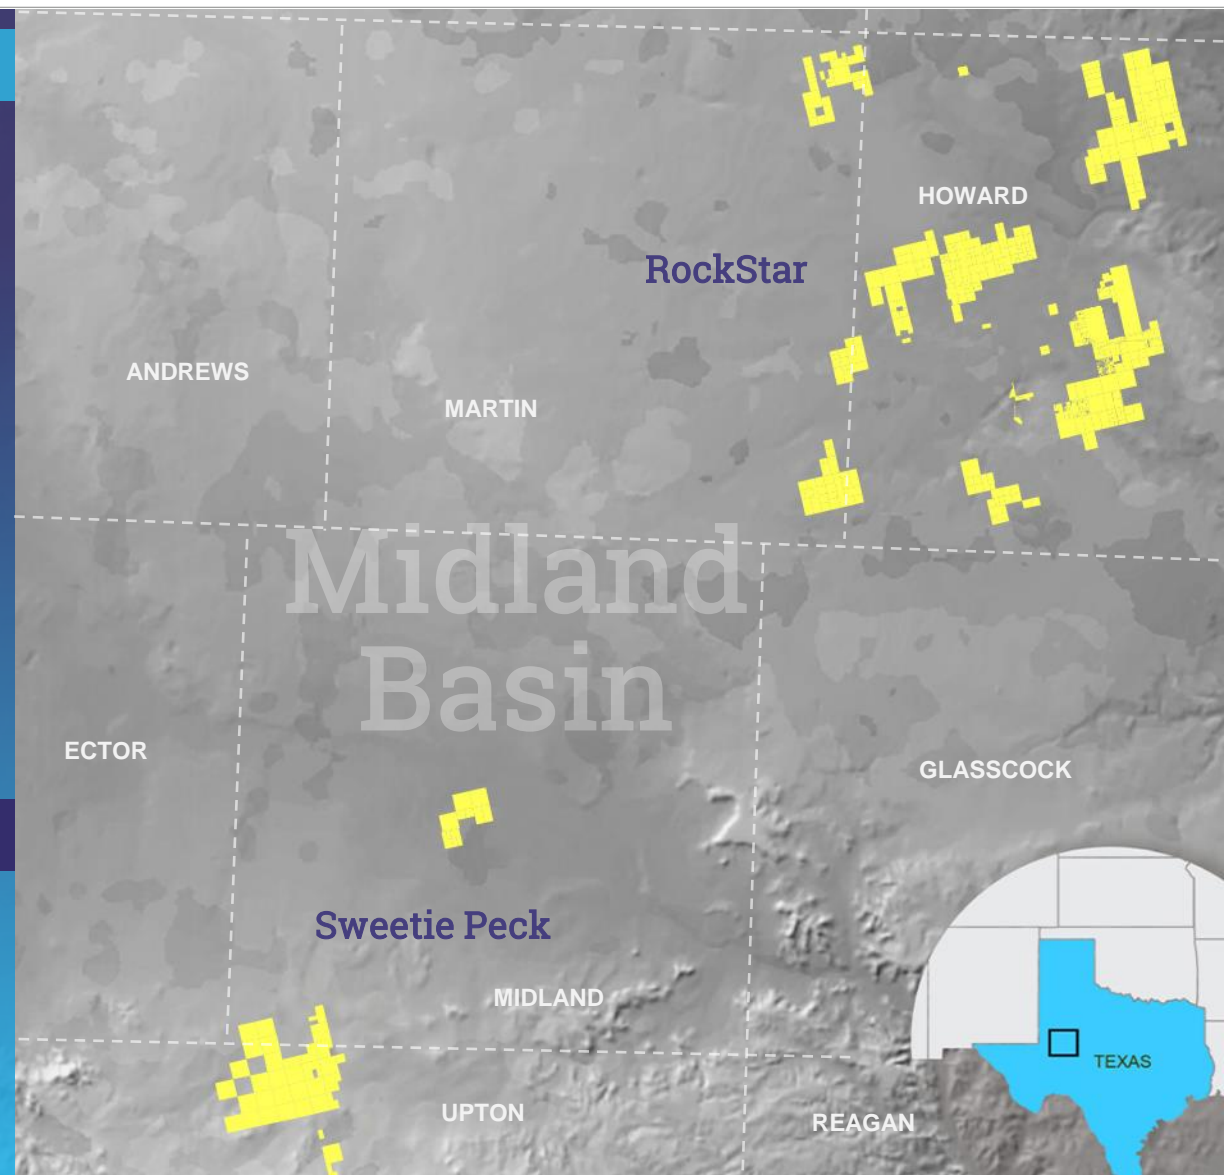 HOWARD
RockStar
ANDREWS
MARTIN
Midland
Basin
ECTOR
GLASSCOCK
Sweetie Peck
MIDLAND
TEXAS
UPTON
REAGAN